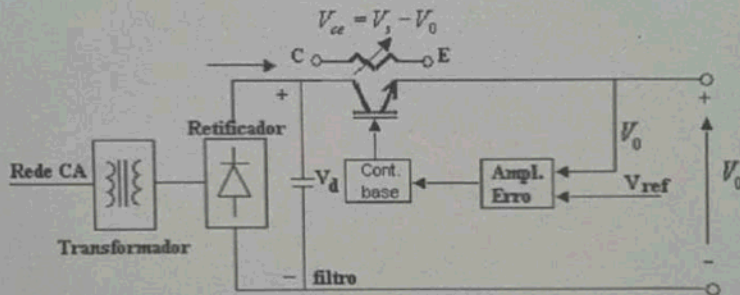 V_ce = V_s − V_0
C
E
+
Retificador
Rede CA
Transformador
V_d
Cont. base
Ampl. Erro
V_0
V_ref
+
V_0
−
− filtro